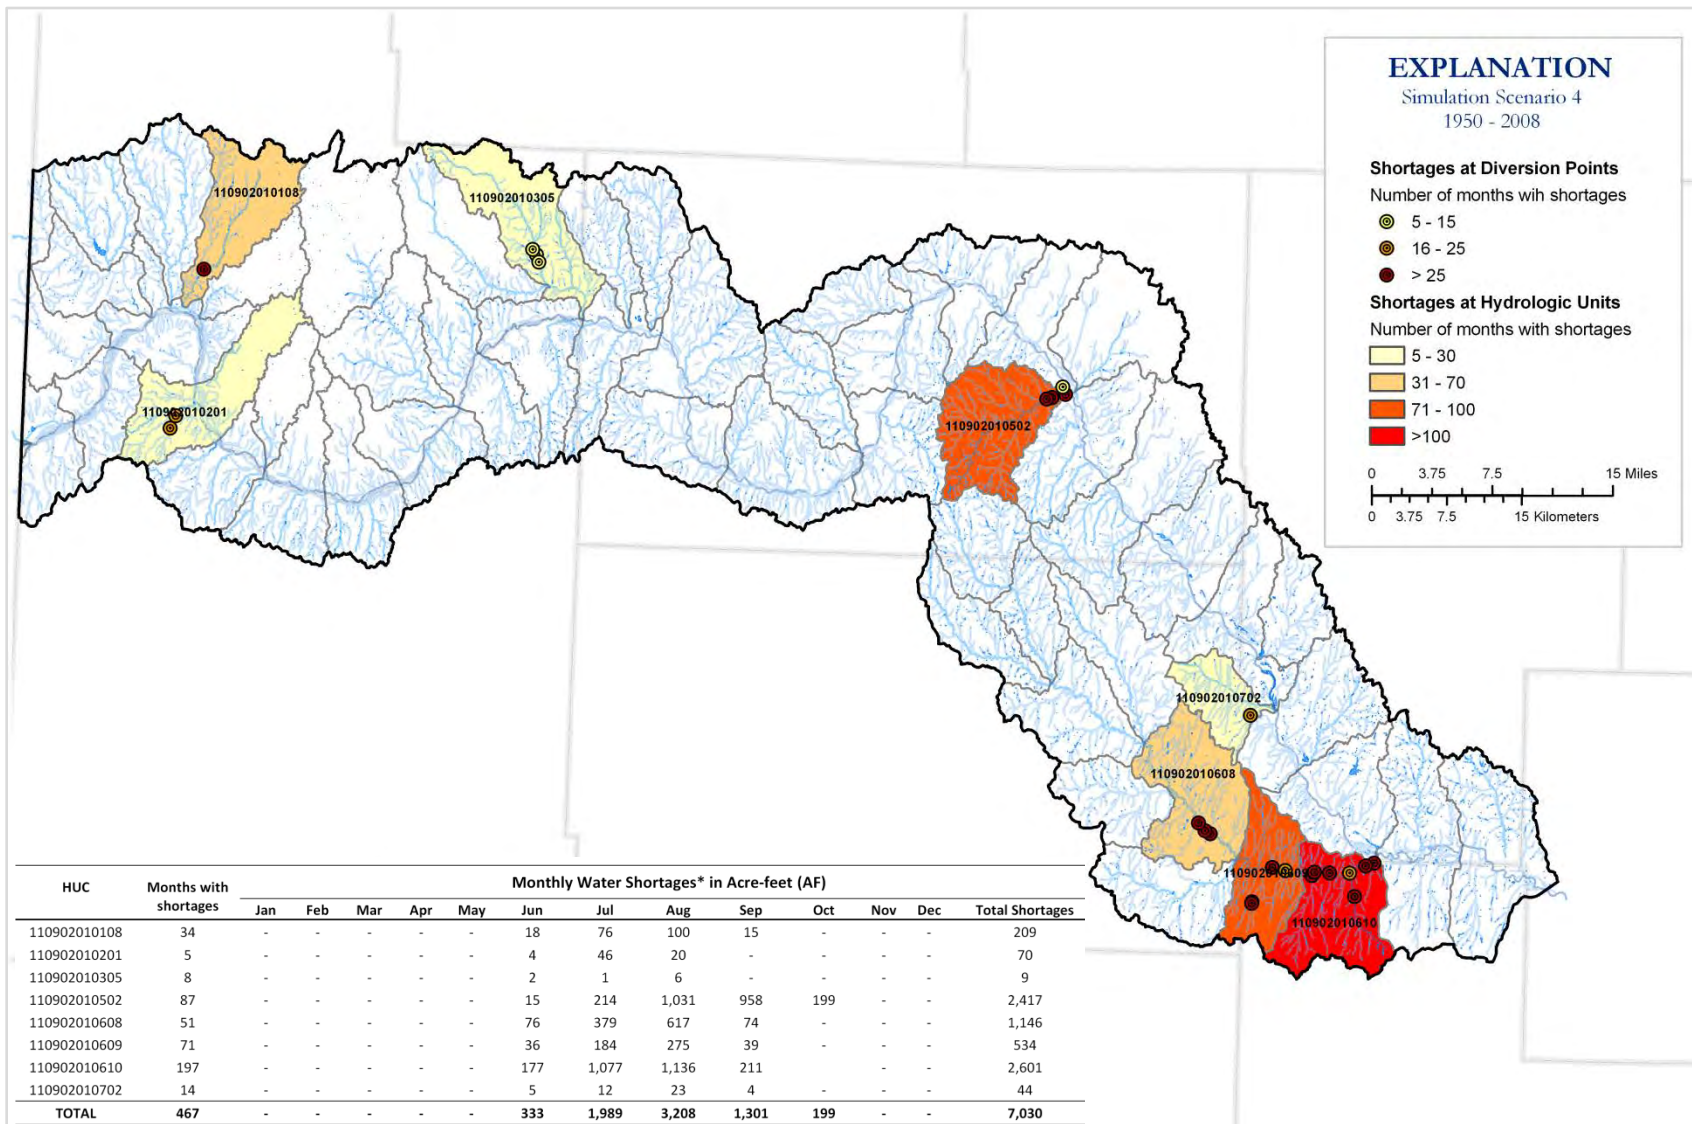 EXPLANATION
Simulation Scenario 4
1950 - 2008
Shortages at Diversion Points
Number of months wih shortages
5 - 15
16 - 25
> 25
Shortages at Hydrologic Units
Number of months with shortages
5 - 30
31 - 70
71 - 100
>100
0 3.75 7.5 15 Miles
0 3.75 7.5 15 Kilometers
110902010108
110902010305
110902010201
110902010502
110902010702
110902010608
110902010609
110902010610
HUC Months with shortages Monthly Water Shortages* in Acre-feet (AF)
Jan Feb Mar Apr May Jun Jul Aug Sep Oct Nov Dec Total Shortages
110902010108 34 - - - - - 18 76 100 15 - - - 209
110902010201 5 - - - - - 4 46 20 - - - - 70
110902010305 8 - - - - - 2 1 6 - - - - 9
110902010502 87 - - - - - 15 214 1,031 958 199 - - 2,417
110902010608 51 - - - - - 76 379 617 74 - - - 1,146
110902010609 71 - - - - - 36 184 275 39 - - - 534
110902010610 197 - - - - - 177 1,077 1,136 211 - - 2,601
110902010702 14 - - - - - 5 12 23 4 - - - 44
TOTAL 467 - - - - - 333 1,989 3,208 1,301 199 - - 7,030